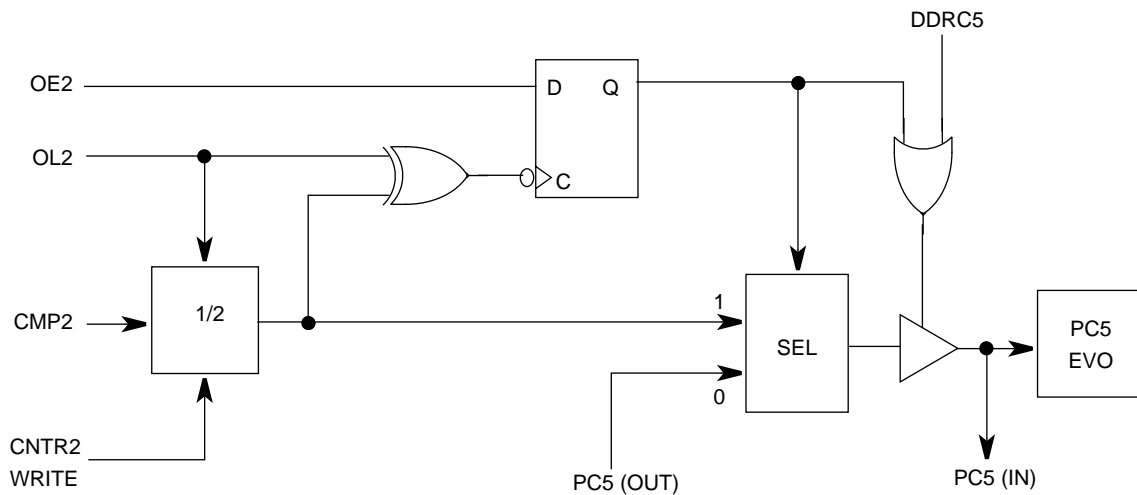 DDRC5
OE2
D Q
OL2
C
1/2
CMP2
1
SEL
PC5
EVO
0
CNTR2
WRITE
PC5 (OUT)
PC5 (IN)